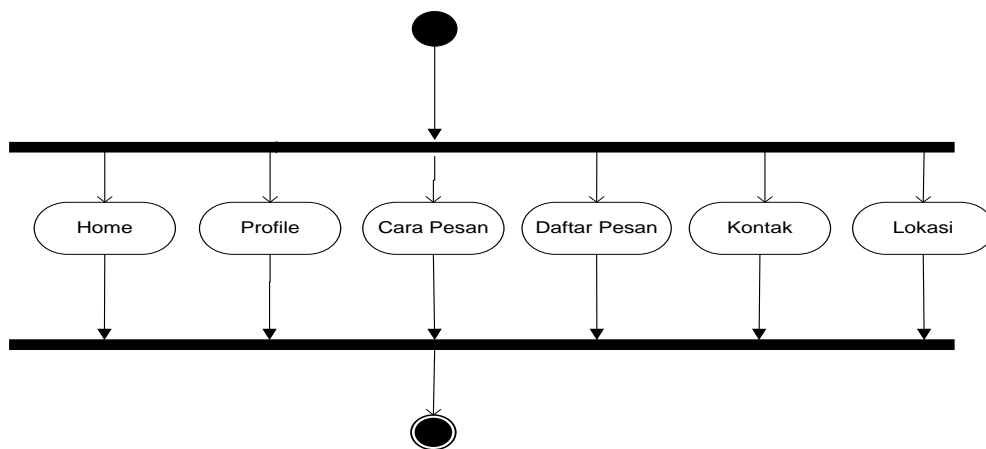 Home
Profile
Cara Pesan
Daftar Pesan
Kontak
Lokasi